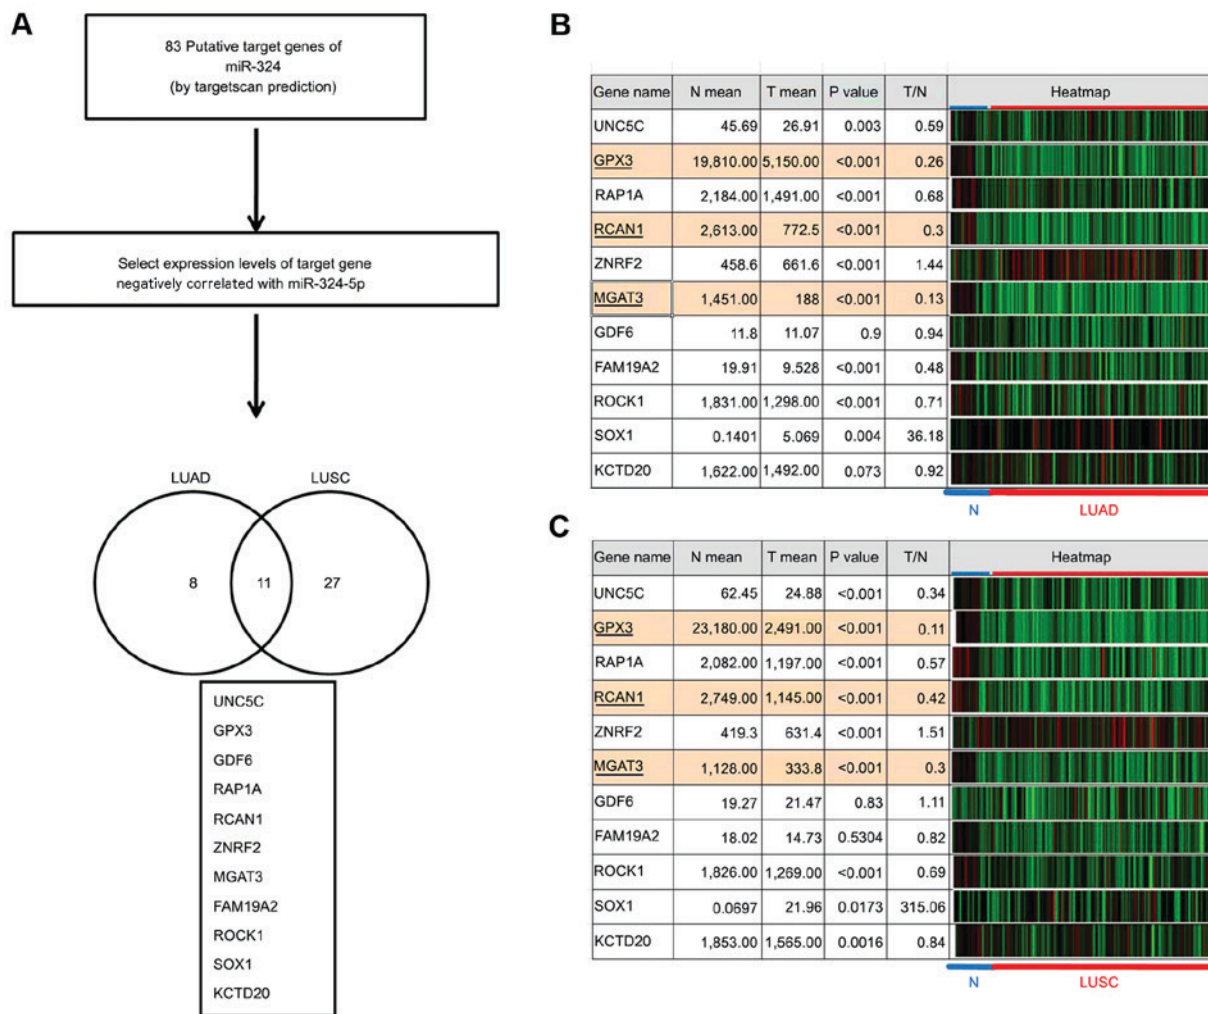 A
83 Putative target genes of
miR-324
(by targetscan prediction)
Select expression levels of target gene
negatively correlated with miR-324-5p
LUAD LUSC
8 11 27
UNC5C
GPX3
GDF6
RAP1A
RCAN1
ZNRF2
MGAT3
FAM19A2
ROCK1
SOX1
KCTD20
B
Gene name N mean T mean P value T/N Heatmap
UNC5C 45.69 26.91 0.003 0.59
GPX3 19,810.00 5,150.00 <0.001 0.26
RAP1A 2,184.00 1,491.00 <0.001 0.68
RCAN1 2,613.00 772.5 <0.001 0.3
ZNRF2 458.6 661.6 <0.001 1.44
MGAT3 1,451.00 188 <0.001 0.13
GDF6 11.8 11.07 0.9 0.94
FAM19A2 19.91 9.528 <0.001 0.48
ROCK1 1,831.00 1,298.00 <0.001 0.71
SOX1 0.1401 5.069 0.004 36.18
KCTD20 1,622.00 1,492.00 0.073 0.92
N LUAD
C
Gene name N mean T mean P value T/N Heatmap
UNC5C 62.45 24.88 <0.001 0.34
GPX3 23,180.00 2,491.00 <0.001 0.11
RAP1A 2,082.00 1,197.00 <0.001 0.57
RCAN1 2,749.00 1,145.00 <0.001 0.42
ZNRF2 419.3 631.4 <0.001 1.51
MGAT3 1,128.00 333.8 <0.001 0.3
GDF6 19.27 21.47 0.83 1.11
FAM19A2 18.02 14.73 0.5304 0.82
ROCK1 1,826.00 1,269.00 <0.001 0.69
SOX1 0.0697 21.96 0.0173 315.06
KCTD20 1,853.00 1,565.00 0.0016 0.84
N LUSC